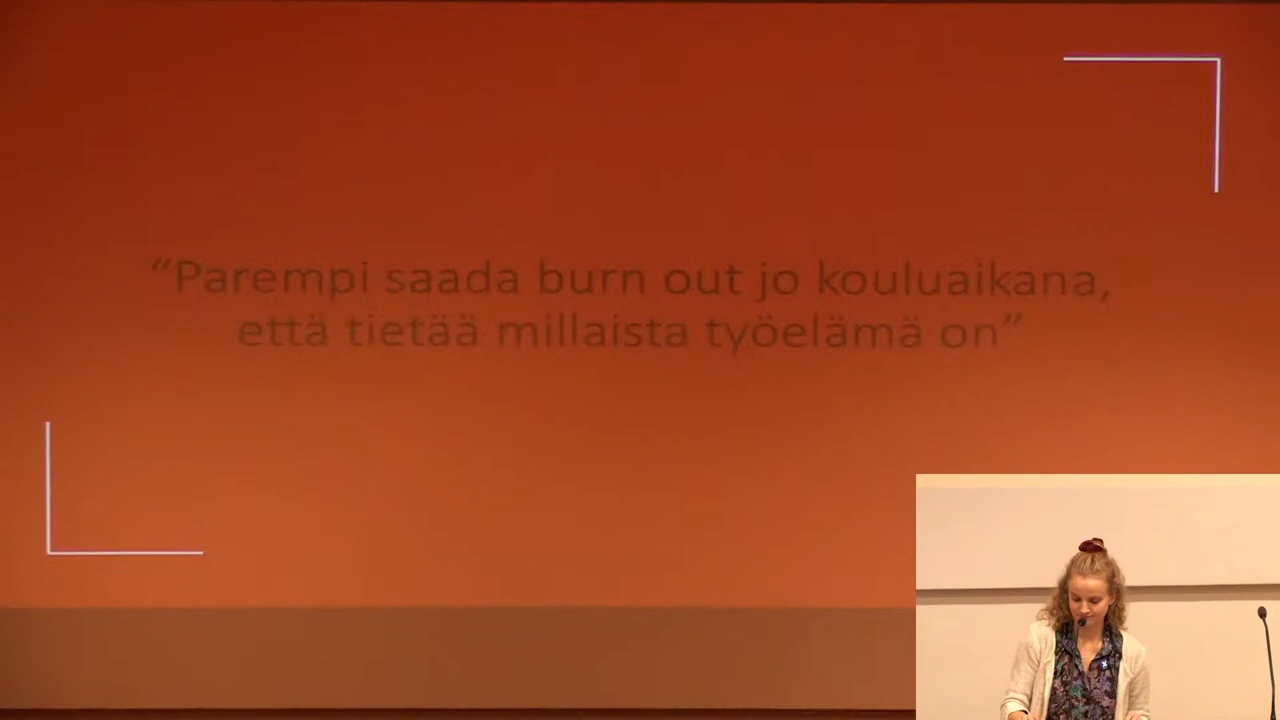 “Parempi saada burn out jo kouluaikana,
että tietää millaista työelämä on”